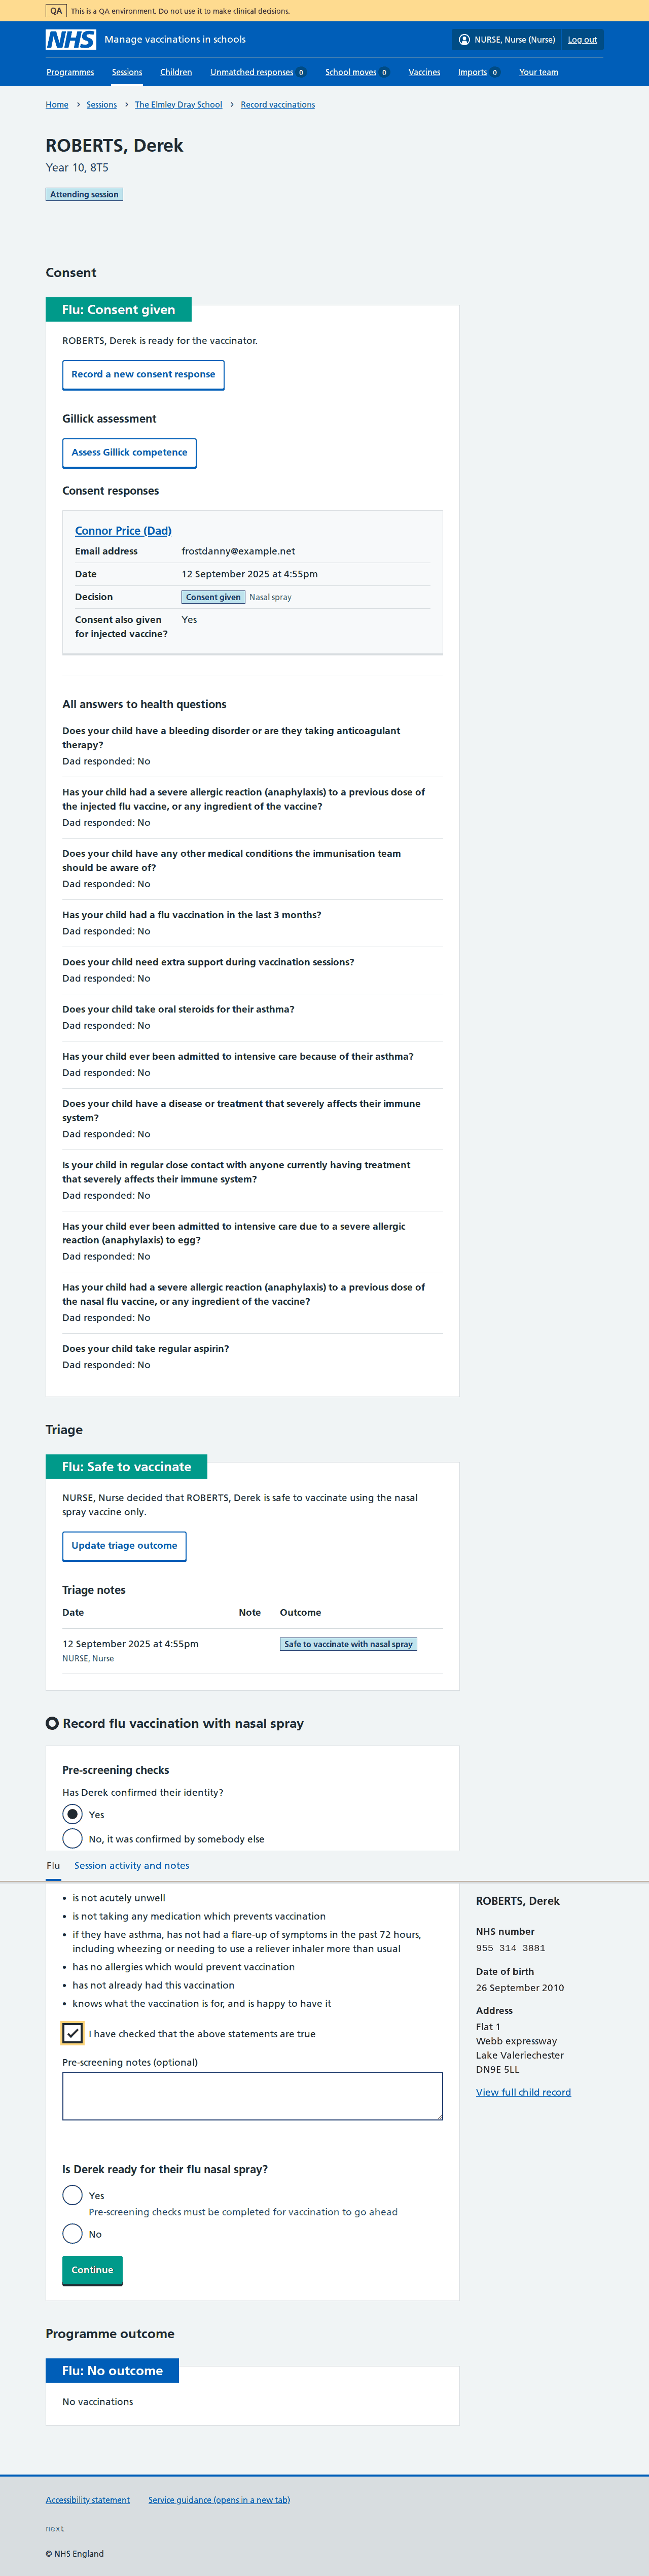 QA This is a QA environment. Do not use it to make clinical decisions.
NHS Manage vaccinations in schools NURSE, Nurse (Nurse) Log out
Programmes Sessions Children Unmatched responses 0 School moves 0 Vaccines Imports 0 Your team
Home > Sessions > The Elmley Dray School > Record vaccinations
ROBERTS, Derek
Year 10, 8T5
Attending session
Consent
Flu: Consent given
ROBERTS, Derek is ready for the vaccinator.
Record a new consent response
Gillick assessment
Assess Gillick competence
Consent responses
Connor Price (Dad)
Email address frostdanny@example.net
Date 12 September 2025 at 4:55pm
Decision Consent given Nasal spray
Consent also given Yes
for injected vaccine?
All answers to health questions
Does your child have a bleeding disorder or are they taking anticoagulant
therapy?
Dad responded: No
Has your child had a severe allergic reaction (anaphylaxis) to a previous dose of
the injected flu vaccine, or any ingredient of the vaccine?
Dad responded: No
Does your child have any other medical conditions the immunisation team
should be aware of?
Dad responded: No
Has your child had a flu vaccination in the last 3 months?
Dad responded: No
Does your child need extra support during vaccination sessions?
Dad responded: No
Does your child take oral steroids for their asthma?
Dad responded: No
Has your child ever been admitted to intensive care because of their asthma?
Dad responded: No
Does your child have a disease or treatment that severely affects their immune
system?
Dad responded: No
Is your child in regular close contact with anyone currently having treatment
that severely affects their immune system?
Dad responded: No
Has your child ever been admitted to intensive care due to a severe allergic
reaction (anaphylaxis) to egg?
Dad responded: No
Has your child had a severe allergic reaction (anaphylaxis) to a previous dose of
the nasal flu vaccine, or any ingredient of the vaccine?
Dad responded: No
Does your child take regular aspirin?
Dad responded: No
Triage
Flu: Safe to vaccinate
NURSE, Nurse decided that ROBERTS, Derek is safe to vaccinate using the nasal
spray vaccine only.
Update triage outcome
Triage notes
Date Note Outcome
12 September 2025 at 4:55pm Safe to vaccinate with nasal spray
NURSE, Nurse
Record flu vaccination with nasal spray
Pre-screening checks
Has Derek confirmed their identity?
Yes
No, it was confirmed by somebody else
Flu Session activity and notes
is not acutely unwell
is not taking any medication which prevents vaccination
if they have asthma, has not had a flare-up of symptoms in the past 72 hours,
including wheezing or needing to use a reliever inhaler more than usual
has no allergies which would prevent vaccination
has not already had this vaccination
knows what the vaccination is for, and is happy to have it
I have checked that the above statements are true
Pre-screening notes (optional)
Is Derek ready for their flu nasal spray?
Yes
Pre-screening checks must be completed for vaccination to go ahead
No
Continue
ROBERTS, Derek
NHS number
955 314 3881
Date of birth
26 September 2010
Address
Flat 1
Webb expressway
Lake Valeriechester
DN9E 5LL
View full child record
Programme outcome
Flu: No outcome
No vaccinations
Accessibility statement Service guidance (opens in a new tab)
next
© NHS England